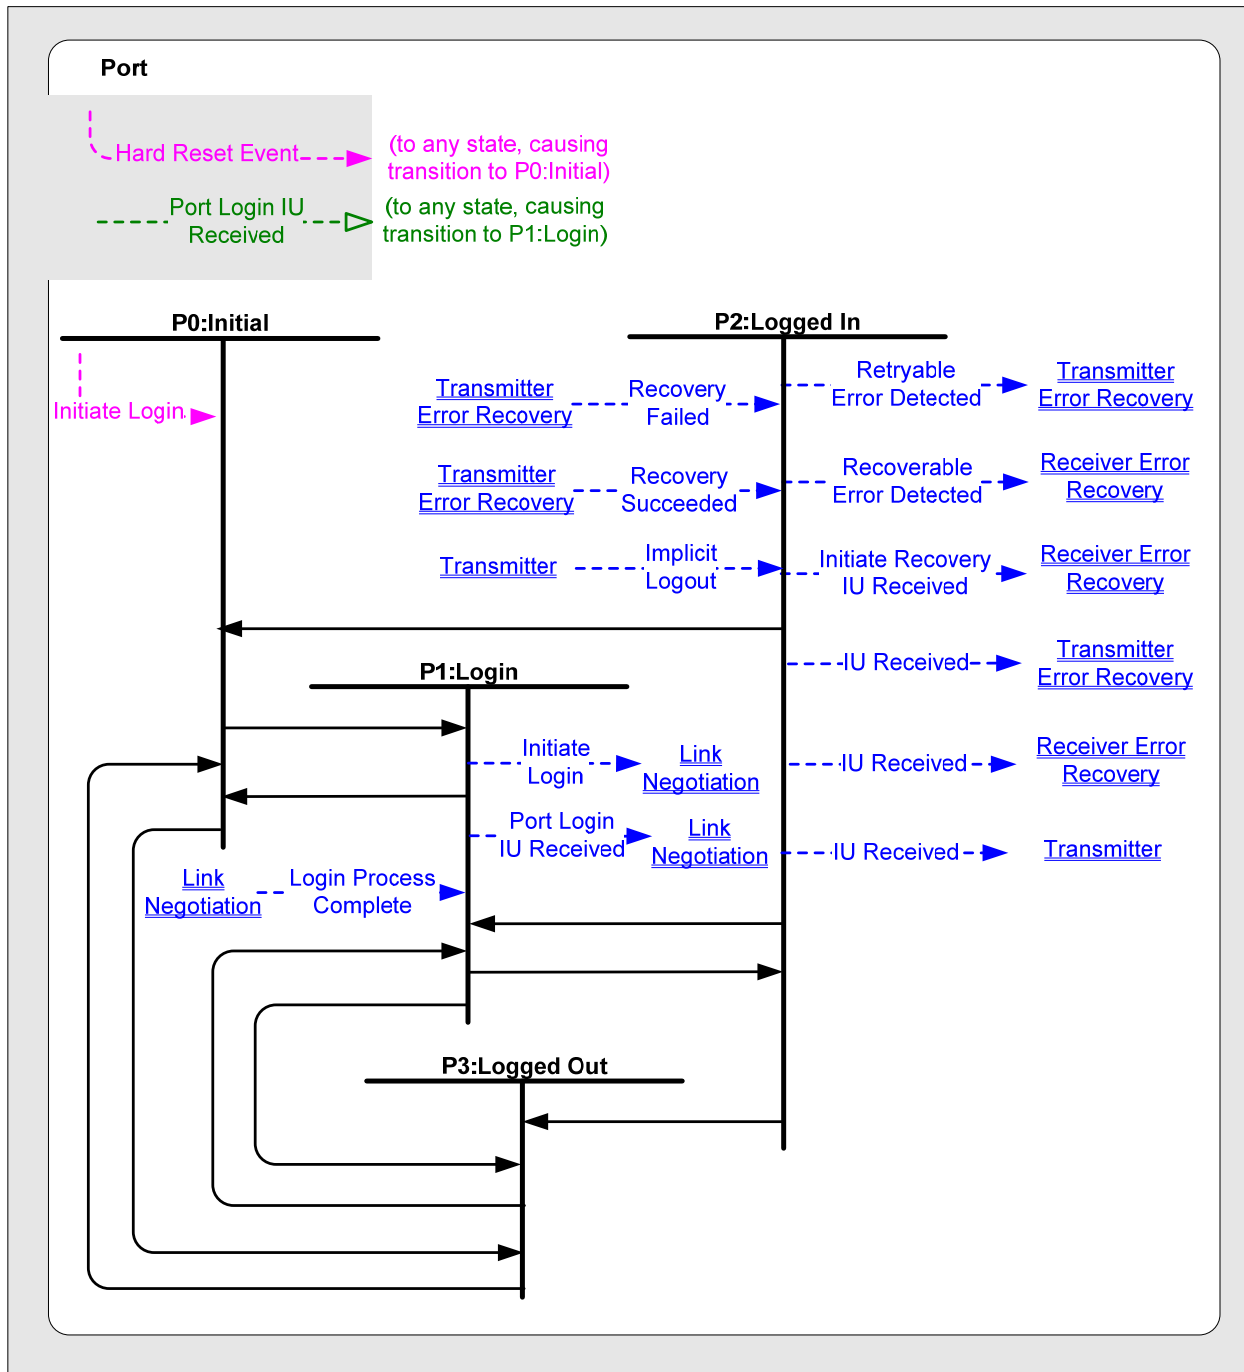 Port
Hard Reset Event
(to any state, causing
transition to P0:Initial)
Port Login IU
Received
(to any state, causing
transition to P1:Login)
P0:Initial
Initiate Login
P2:Logged In
Transmitter
Error Recovery
Recovery
Failed
Retryable
Error Detected
Transmitter
Error Recovery
Transmitter
Error Recovery
Recovery
Succeeded
Recoverable
Error Detected
Receiver Error
Recovery
Transmitter
Implicit
Logout
Initiate Recovery
IU Received
Receiver Error
Recovery
IU Received
Transmitter
Error Recovery
P1:Login
Initiate
Login
Link
Negotiation
IU Received
Receiver Error
Recovery
Port Login
IU Received
Link
Negotiation
IU Received
Transmitter
Link
Negotiation
Login Process
Complete
P3:Logged Out